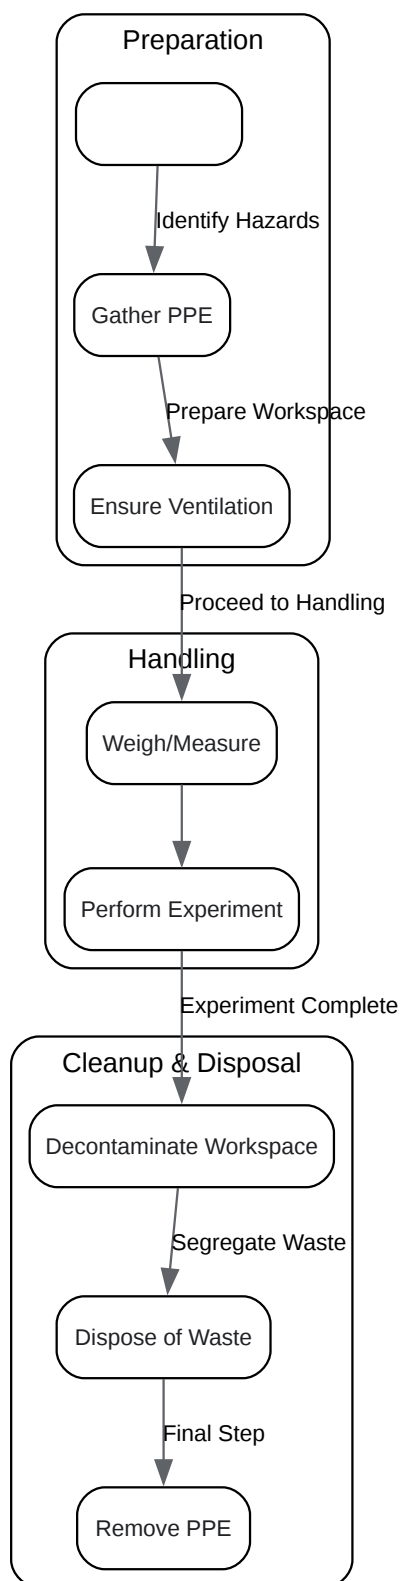 Preparation
Identify Hazards
Gather PPE
Prepare Workspace
Ensure Ventilation
Proceed to Handling
Handling
Weigh/Measure
Perform Experiment
Experiment Complete
Cleanup & Disposal
Decontaminate Workspace
Segregate Waste
Dispose of Waste
Final Step
Remove PPE